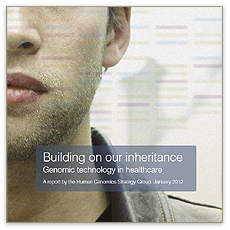 Building on our inheritance
Genomic technology in healthcare
A report by the Human Genomics Strategy Group, January 2012